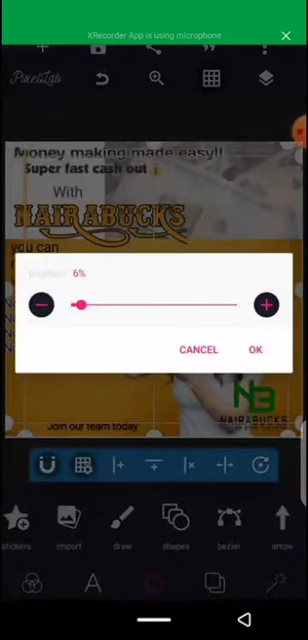 XRecorder App is using microphone
PixelLab
Money making made easy!!
Super fast cash out
With
NAIRABUCKS
you can
position: 6%
CANCEL OK
NB
NAIRABUCKS
Join our team today
stickers import draw shapes bezier arrow
A